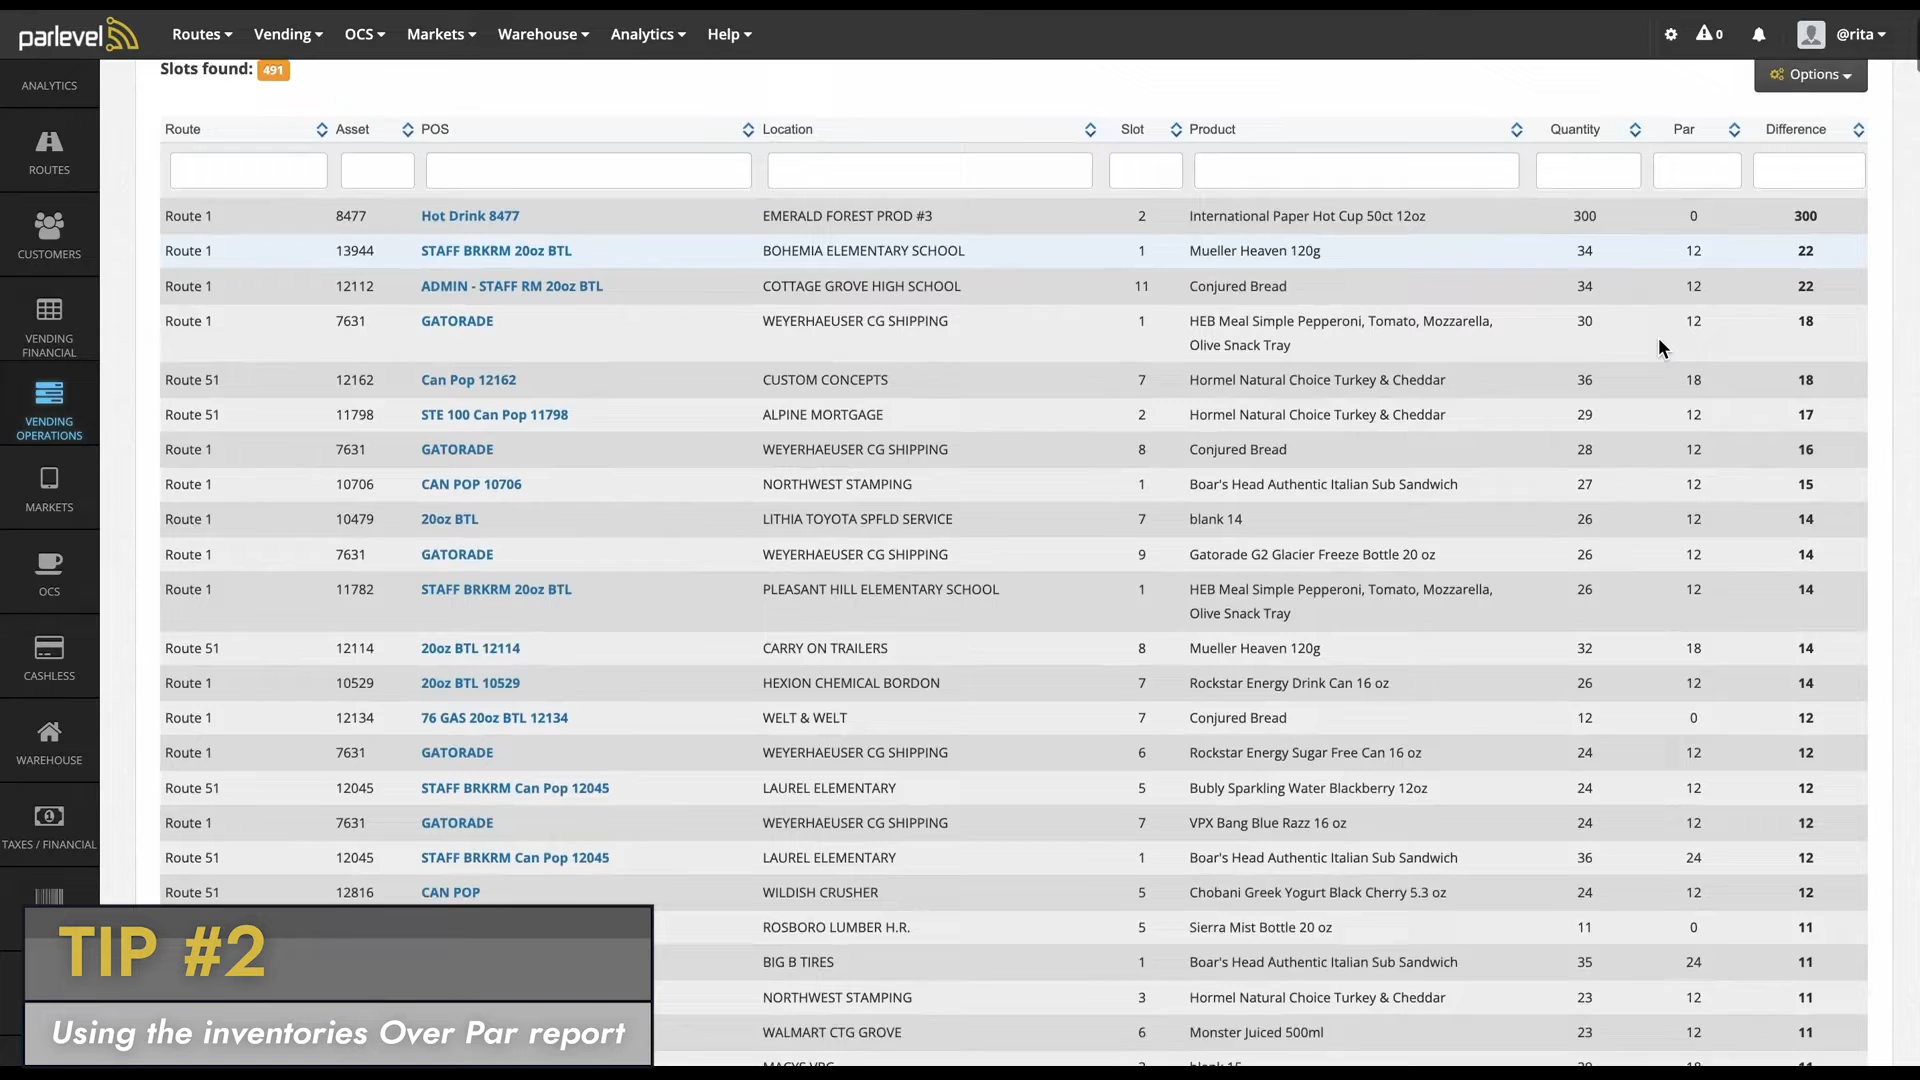 parlevel Routes Vending OCS Markets Warehouse Analytics Help 0 @rita
Slots found: 491 Options
ANALYTICS
ROUTES
CUSTOMERS
VENDING
FINANCIAL
VENDING
OPERATIONS
MARKETS
OCS
CASHLESS
WAREHOUSE
TAXES / FINANCIAL
Route Asset POS Location Slot Product Quantity Par Difference
Route 1 8477 Hot Drink 8477 EMERALD FOREST PROD #3 2 International Paper Hot Cup 50ct 12oz 300 0 300
Route 1 13944 STAFF BRKRM 20oz BTL BOHEMIA ELEMENTARY SCHOOL 1 Mueller Heaven 120g 34 12 22
Route 1 12112 ADMIN - STAFF RM 20oz BTL COTTAGE GROVE HIGH SCHOOL 11 Conjured Bread 34 12 22
Route 1 7631 GATORADE WEYERHAEUSER CG SHIPPING 1 HEB Meal Simple Pepperoni, Tomato, Mozzarella, 30 12 18
Olive Snack Tray
Route 51 12162 Can Pop 12162 CUSTOM CONCEPTS 7 Hormel Natural Choice Turkey & Cheddar 36 18 18
Route 51 11798 STE 100 Can Pop 11798 ALPINE MORTGAGE 2 Hormel Natural Choice Turkey & Cheddar 29 12 17
Route 1 7631 GATORADE WEYERHAEUSER CG SHIPPING 8 Conjured Bread 28 12 16
Route 1 10706 CAN POP 10706 NORTHWEST STAMPING 1 Boar's Head Authentic Italian Sub Sandwich 27 12 15
Route 1 10479 20oz BTL LITHIA TOYOTA SPFLD SERVICE 7 blank 14 26 12 14
Route 1 7631 GATORADE WEYERHAEUSER CG SHIPPING 9 Gatorade G2 Glacier Freeze Bottle 20 oz 26 12 14
Route 1 11782 STAFF BRKRM 20oz BTL PLEASANT HILL ELEMENTARY SCHOOL 1 HEB Meal Simple Pepperoni, Tomato, Mozzarella, 26 12 14
Olive Snack Tray
Route 51 12114 20oz BTL 12114 CARRY ON TRAILERS 8 Mueller Heaven 120g 32 18 14
Route 1 10529 20oz BTL 10529 HEXION CHEMICAL BORDON 7 Rockstar Energy Drink Can 16 oz 26 12 14
Route 1 12134 76 GAS 20oz BTL 12134 WELT & WELT 7 Conjured Bread 12 0 12
Route 1 7631 GATORADE WEYERHAEUSER CG SHIPPING 6 Rockstar Energy Sugar Free Can 16 oz 24 12 12
Route 51 12045 STAFF BRKRM Can Pop 12045 LAUREL ELEMENTARY 5 Bubly Sparkling Water Blackberry 12oz 24 12 12
Route 1 7631 GATORADE WEYERHAEUSER CG SHIPPING 7 VPX Bang Blue Razz 16 oz 24 12 12
Route 51 12045 STAFF BRKRM Can Pop 12045 LAUREL ELEMENTARY 1 Boar's Head Authentic Italian Sub Sandwich 36 24 12
Route 51 12816 CAN POP WILDISH CRUSHER 5 Chobani Greek Yogurt Black Cherry 5.3 oz 24 12 12
ROSBORO LUMBER H.R. 5 Sierra Mist Bottle 20 oz 11 0 11
BIG B TIRES 1 Boar's Head Authentic Italian Sub Sandwich 35 24 11
NORTHWEST STAMPING 3 Hormel Natural Choice Turkey & Cheddar 23 12 11
WALMART CTG GROVE 6 Monster Juiced 500ml 23 12 11
TIP #2
Using the inventories Over Par report